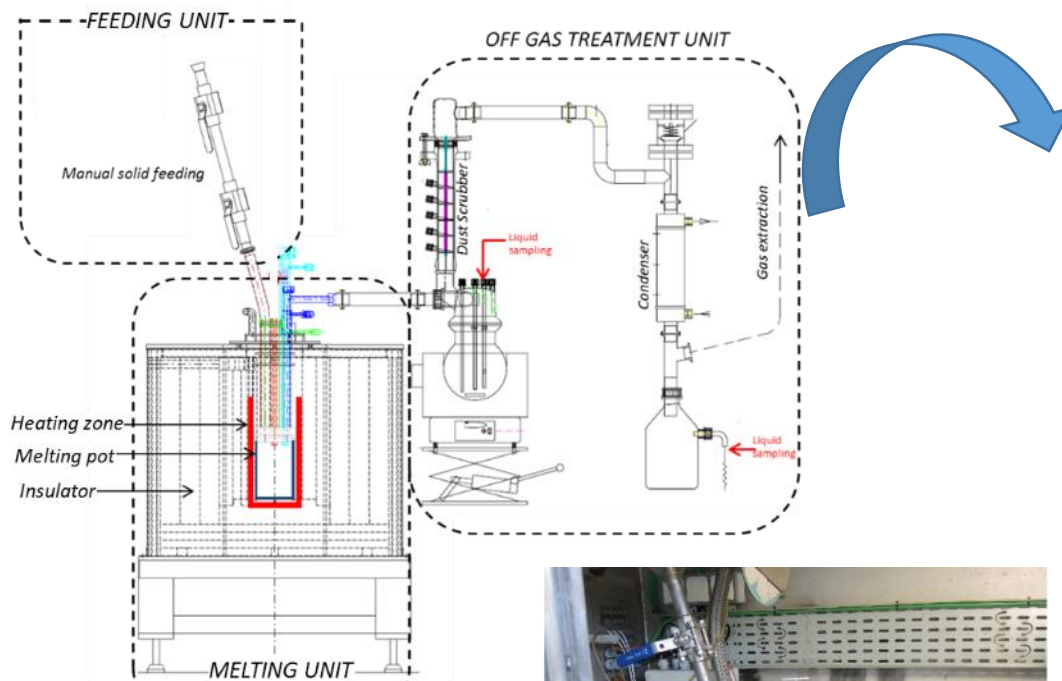 FEEDING UNIT
OFF GAS TREATMENT UNIT
Manual solid feeding
Dust Scrubber
Liquid
sampling
Condenser
Gas extraction
Heating zone
Melting pot
Insulator
Liquid
sampling
MELTING UNIT